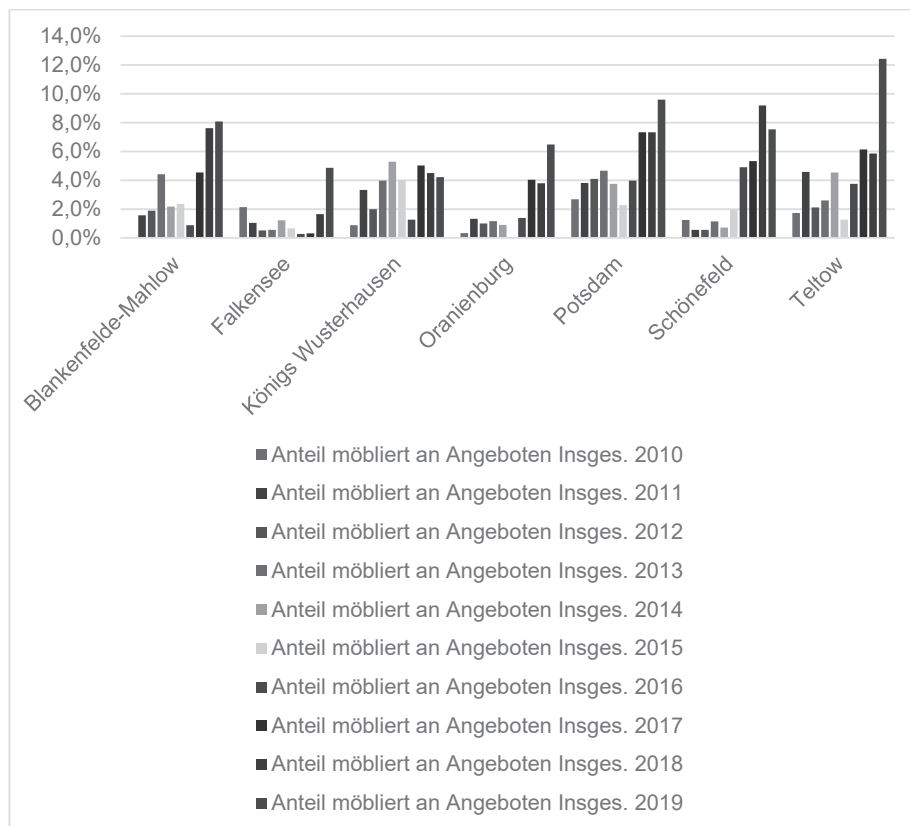 14,0%
12,0%
10,0%
8,0%
6,0%
4,0%
2,0%
0,0%
Blankenfelde-Mahlow
Falkensee
Königs Wusterhausen
Oranienburg
Potsdam
Schönefeld
Teltow
Anteil möbliert an Angeboten Insges. 2010
Anteil möbliert an Angeboten Insges. 2011
Anteil möbliert an Angeboten Insges. 2012
Anteil möbliert an Angeboten Insges. 2013
Anteil möbliert an Angeboten Insges. 2014
Anteil möbliert an Angeboten Insges. 2015
Anteil möbliert an Angeboten Insges. 2016
Anteil möbliert an Angeboten Insges. 2017
Anteil möbliert an Angeboten Insges. 2018
Anteil möbliert an Angeboten Insges. 2019